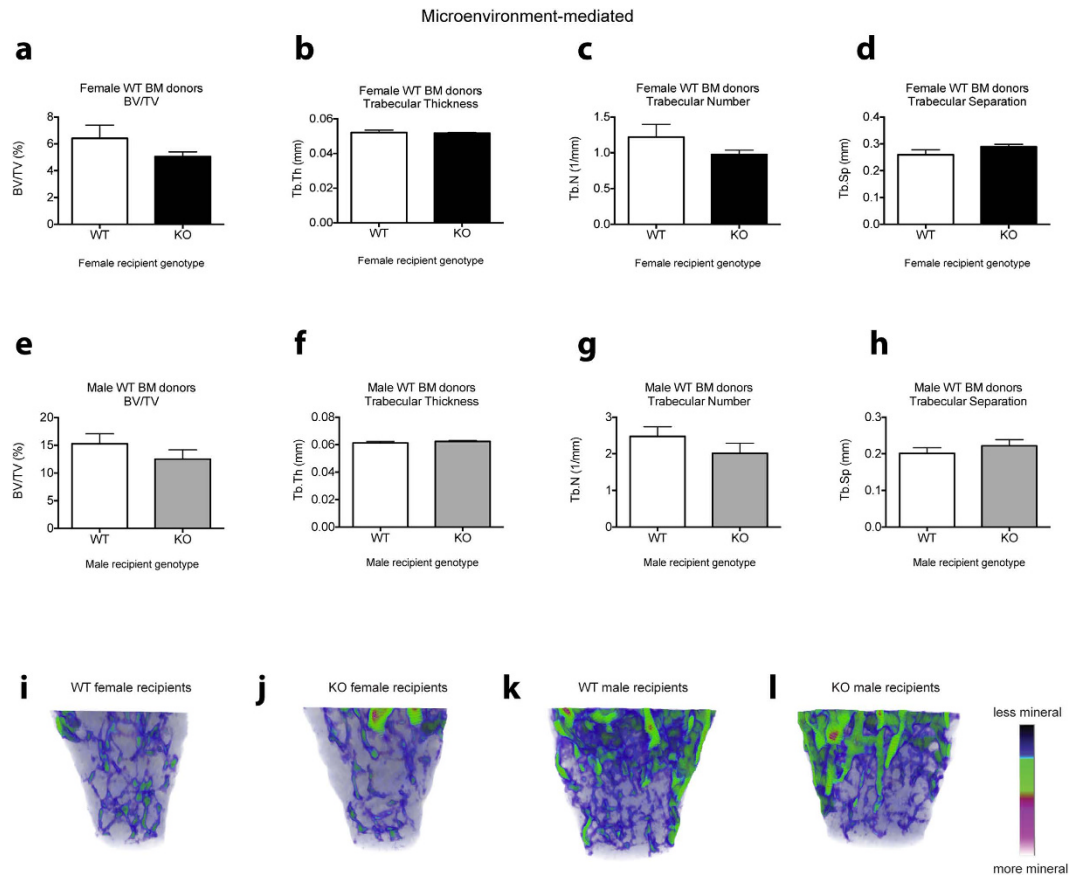 Microenvironment-mediated
a
Female WT BM donors
BV/TV
BV/TV (%)
8
6
4
2
0
WT
KO
Female recipient genotype
b
Female WT BM donors
Trabecular Thickness
Tb.Th (mm)
0.06
0.04
0.02
0.00
WT
KO
Female recipient genotype
c
Female WT BM donors
Trabecular Number
Tb.N (1/mm)
1.5
1.0
0.5
0.0
WT
KO
Female recipient genotype
d
Female WT BM donors
Trabecular Separation
Tb.Sp (mm)
0.4
0.3
0.2
0.1
0.0
WT
KO
Female recipient genotype
e
Male WT BM donors
BV/TV
BV/TV (%)
20
15
10
5
0
WT
KO
Male recipient genotype
f
Male WT BM donors
Trabecular Thickness
Tb.Th (mm)
0.08
0.06
0.04
0.02
0.00
WT
KO
Male recipient genotype
g
Male WT BM donors
Trabecular Number
Tb.N (1/mm)
3
2
1
0
WT
KO
Male recipient genotype
h
Male WT BM donors
Trabecular Separation
Tb.Sp (mm)
0.3
0.2
0.1
0.0
WT
KO
Male recipient genotype
i
WT female recipients
j
KO female recipients
k
WT male recipients
l
KO male recipients
less mineral
more mineral